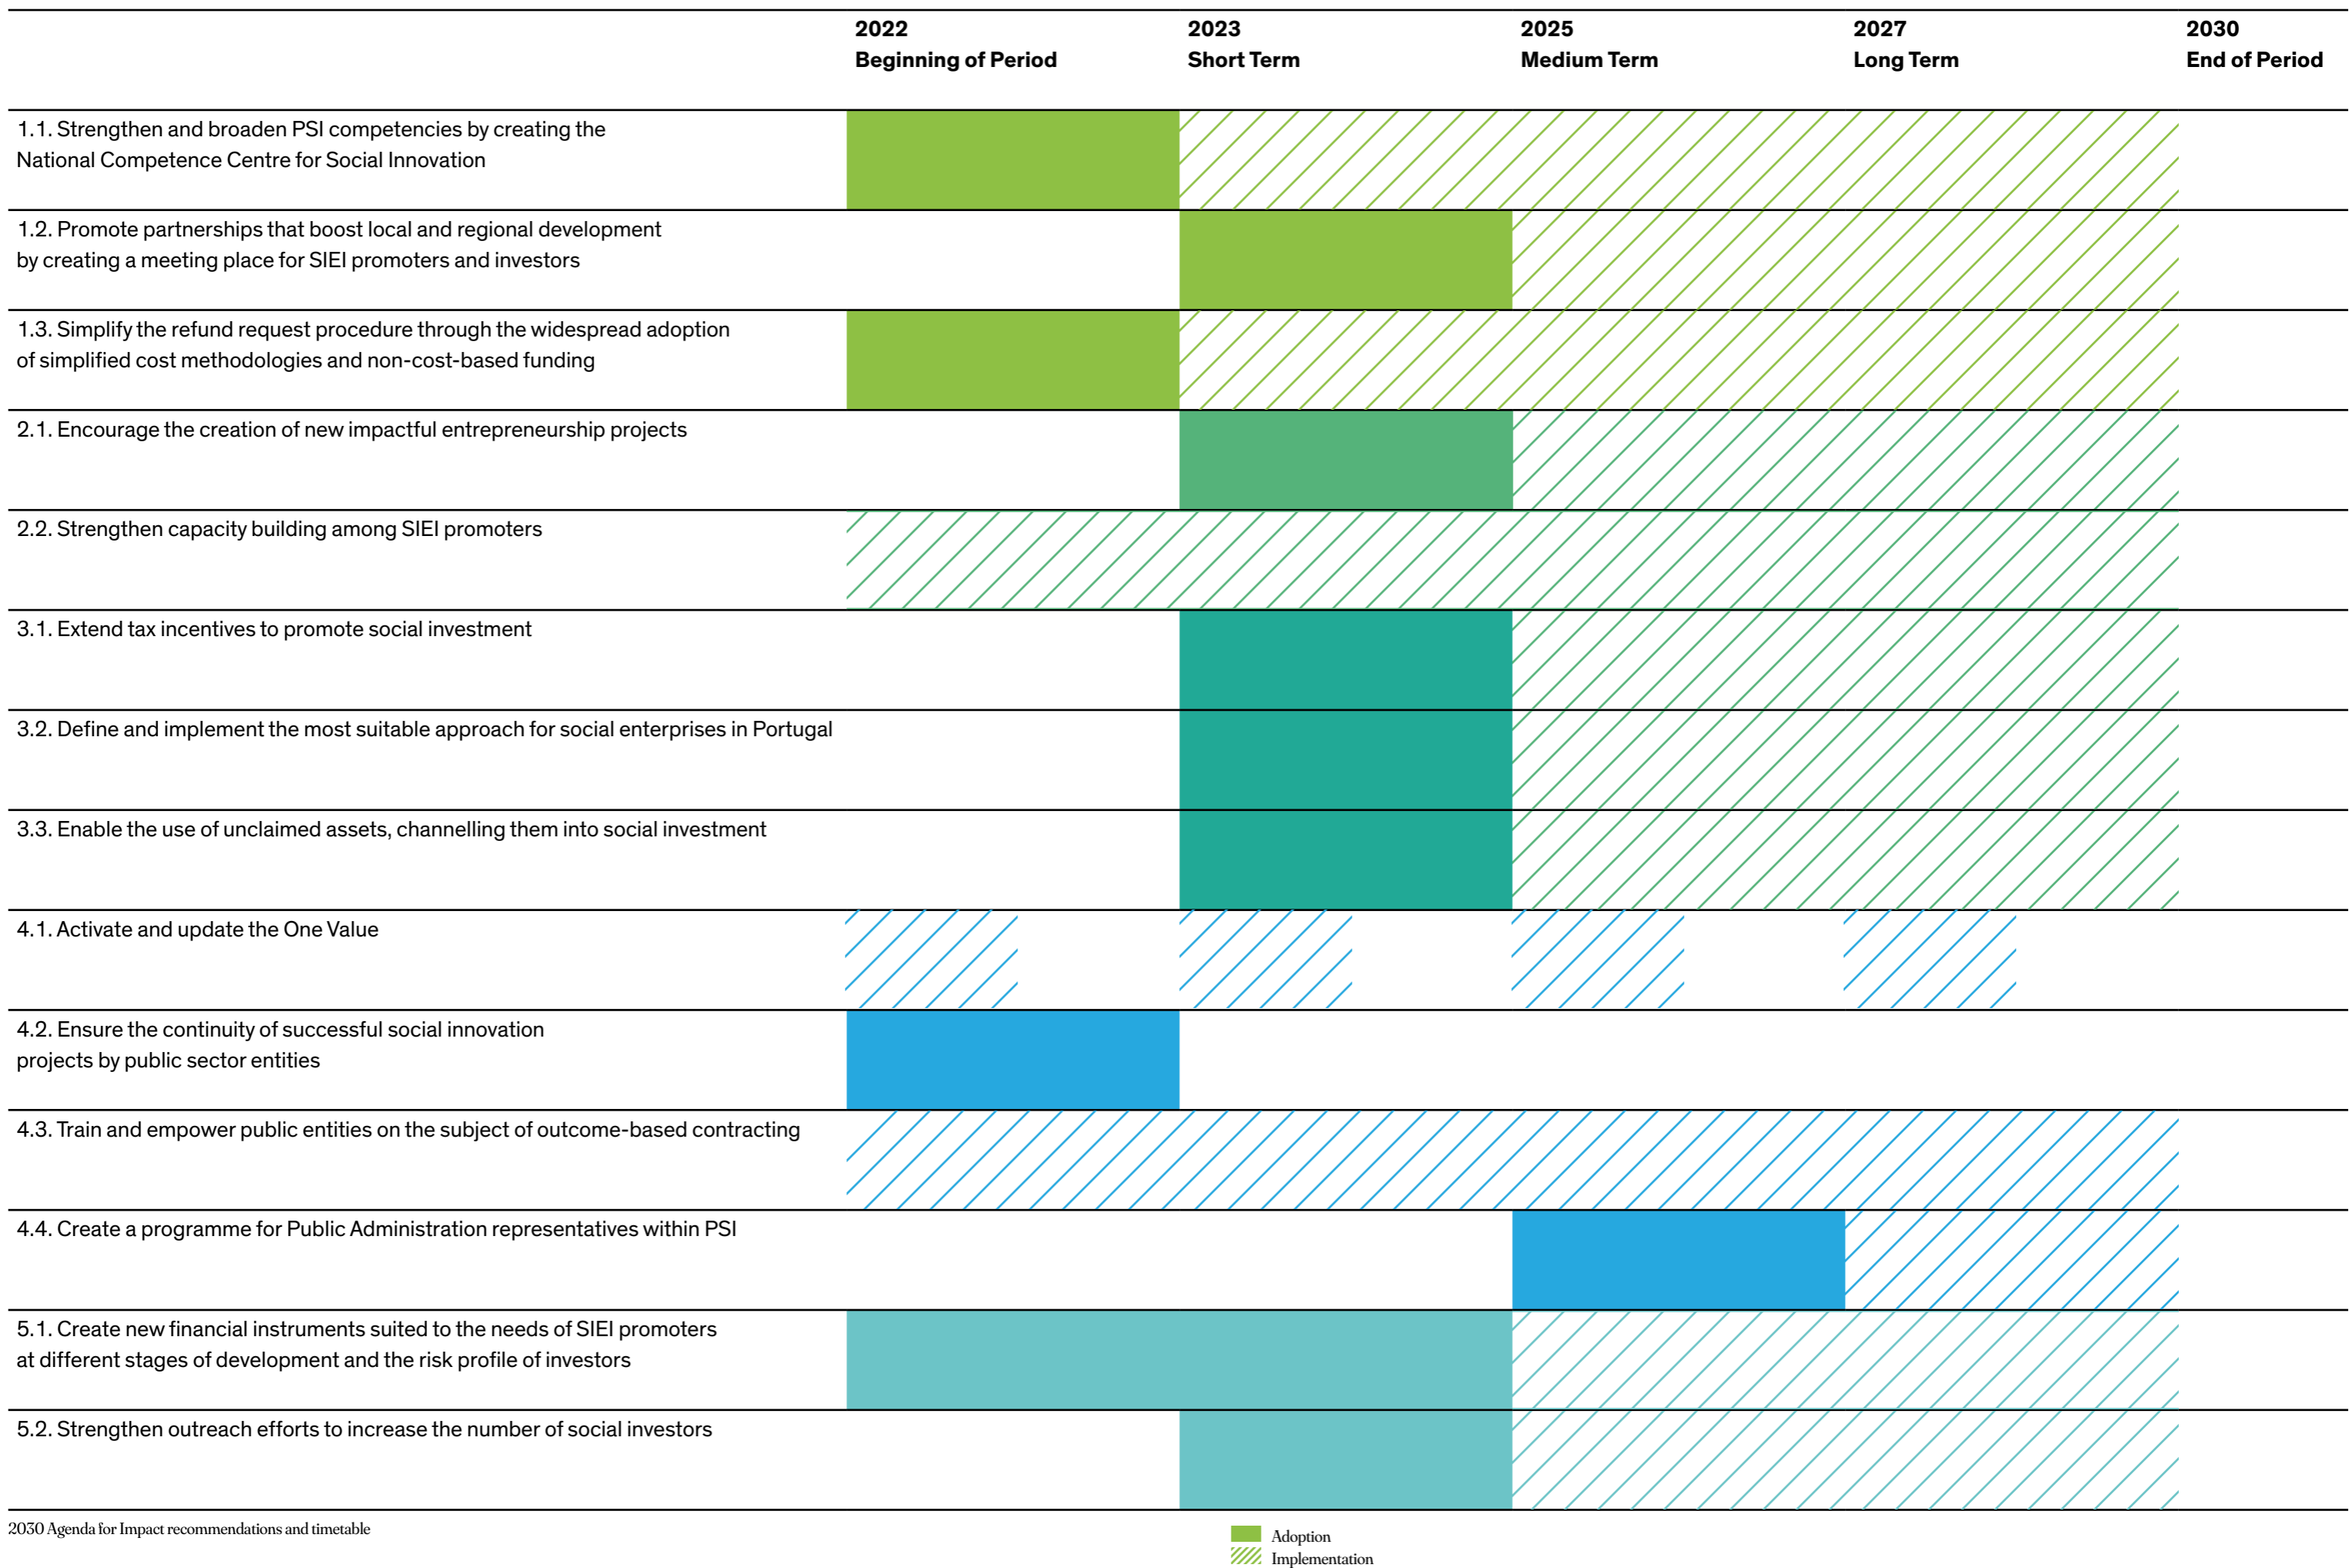 2022
Beginning of Period
2023
Short Term
2025
Medium Term
2027
Long Term
2030
End of Period
1.1. Strengthen and broaden PSI competencies by creating the
National Competence Centre for Social Innovation
1.2. Promote partnerships that boost local and regional development
by creating a meeting place for SIEI promoters and investors
1.3. Simplify the refund request procedure through the widespread adoption
of simplified cost methodologies and non-cost-based funding
2.1. Encourage the creation of new impactful entrepreneurship projects
2.2. Strengthen capacity building among SIEI promoters
3.1. Extend tax incentives to promote social investment
3.2. Define and implement the most suitable approach for social enterprises in Portugal
3.3. Enable the use of unclaimed assets, channelling them into social investment
4.1. Activate and update the One Value
4.2. Ensure the continuity of successful social innovation
projects by public sector entities
4.3. Train and empower public entities on the subject of outcome-based contracting
4.4. Create a programme for Public Administration representatives within PSI
5.1. Create new financial instruments suited to the needs of SIEI promoters
at different stages of development and the risk profile of investors
5.2. Strengthen outreach efforts to increase the number of social investors
2030 Agenda for Impact recommendations and timetable
Adoption
Implementation